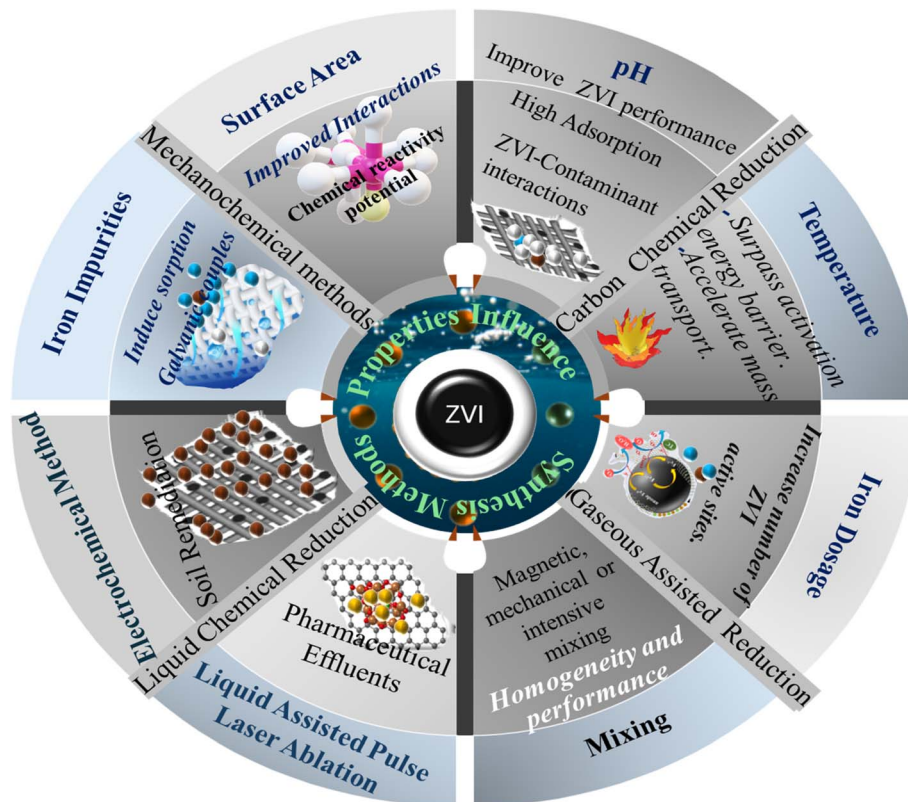 Surface Area
Improved Interactions
Chemical reactivity
potential
Mechanochemical methods
pH
Improve ZVI performance
High Adsorption
ZVI-Contaminant
interactions
Carbon Chemical Reduction
Temperature
- Surpass activation
energy barrier.
-Accelerate mass
transport.
Iron Dosage
Increase number of
ZVI
active sites.
Gaseous Assisted Reduction
Magnetic,
mechanical or
intensive
mixing
Homogeneity and
performance
Mixing
Liquid Assisted Pulse
Laser Ablation
Pharmaceutical
Effluents
Liquid Chemical Reduction
Electrochemical Method
Soil Remediation
Iron Impurities
Induce sorption
Galvanic couples
Properties Influence
ZVI
Synthesis Methods